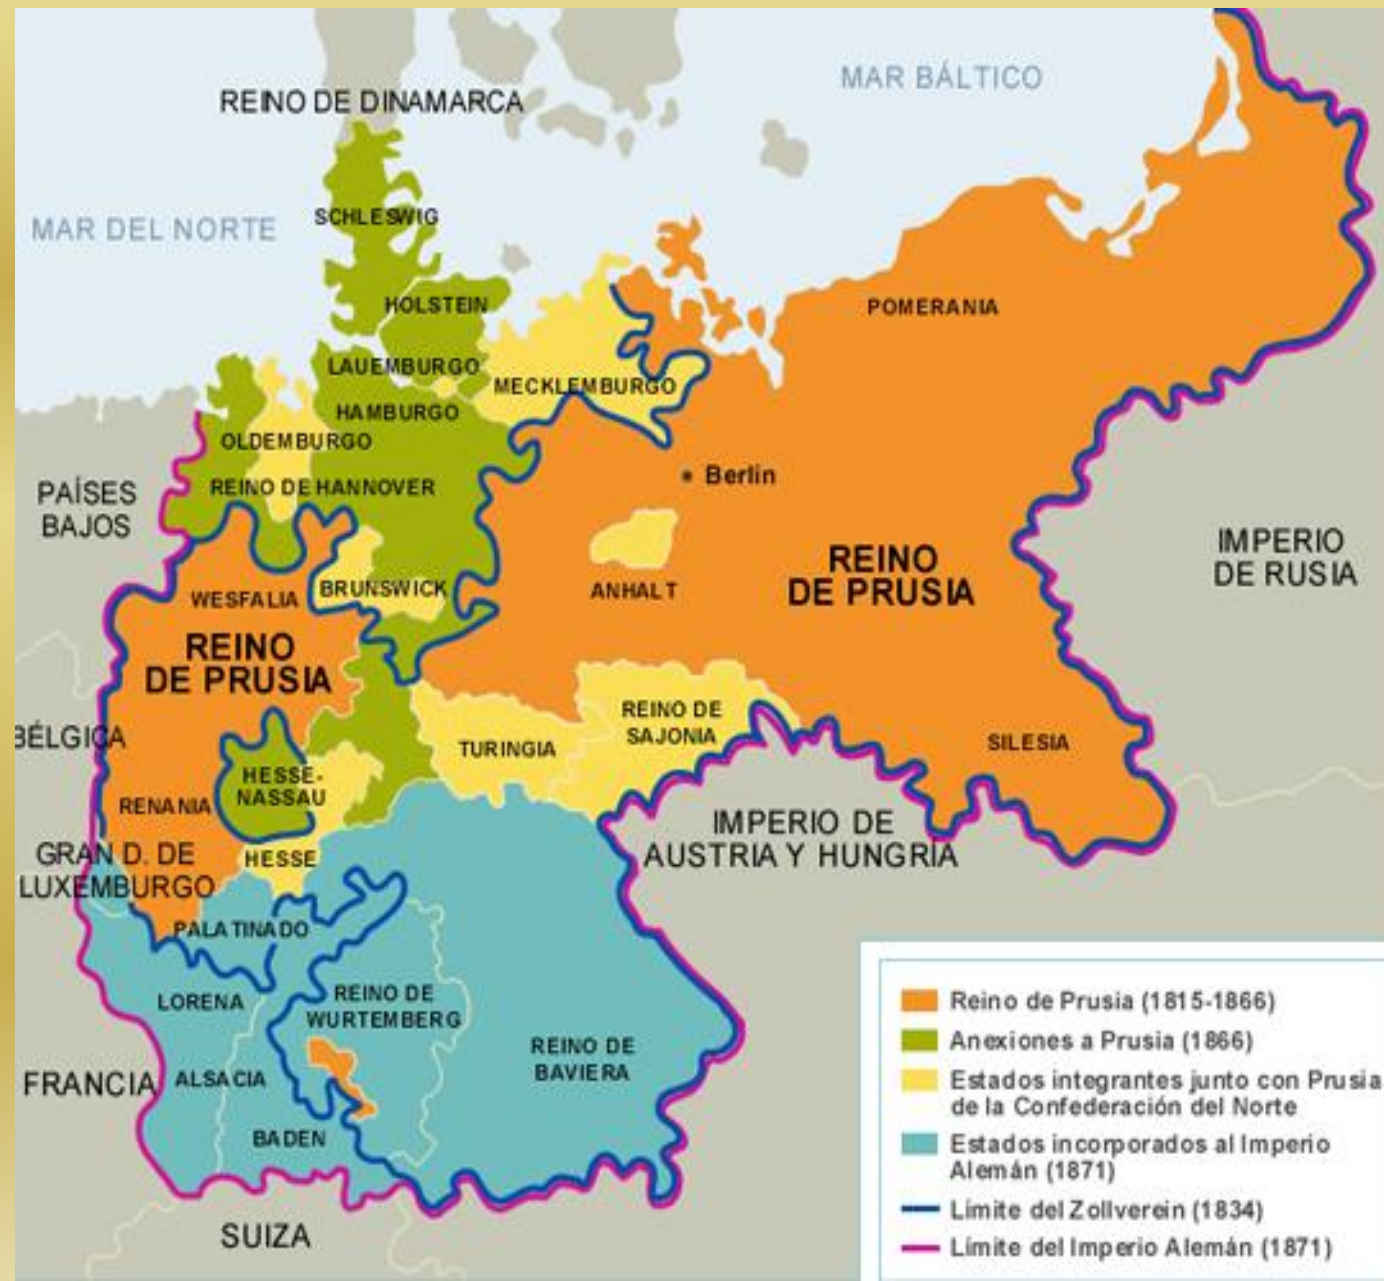 MAR BÁLTICO
REINO DE DINAMARCA
MAR DEL NORTE
SCHLESWIG
HOLSTEIN
POMERANIA
LAUEMBURGO
MECKLEMBURGO
HAMBURGO
OLDEMBURGO
Berlin
REINO DE HANNOVER
PAÍSES
BAJOS
IMPERIO
DE RUSIA
REINO
DE PRUSIA
ANHALT
BRUNSWICK
WESFALIA
REINO
DE PRUSIA
BÉLGICA
REINO DE
SAJONIA
TURINGIA
SILESIA
HESSE-
NASSAU
RENANIA
IMPERIO DE
AUSTRIA Y HUNGRÍA
GRAN D. DE
LUXEMBURGO
HESSE
PALATINADO
LORENA
REINO DE
WURTEMBERG
REINO DE
BAVIERA
FRANCIA
ALSACIA
BADEN
SUIZA
Reino de Prusia (1815-1866)
Anexiones a Prusia (1866)
Estados integrantes junto con Prusia
de la Confederación del Norte
Estados incorporados al Imperio
Alemán (1871)
Límite del Zollverein (1834)
Límite del Imperio Alemán (1871)